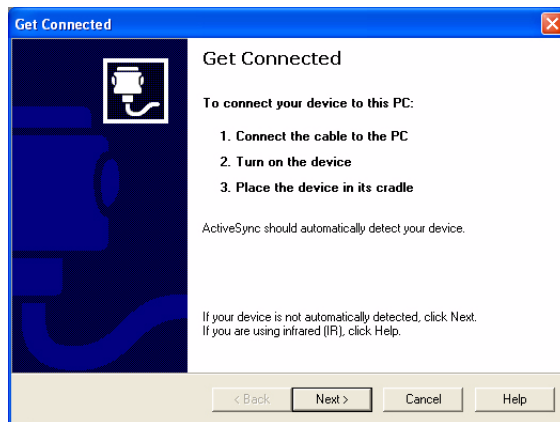 Get Connected
Get Connected
To connect your device to this PC:
1. Connect the cable to the PC
2. Turn on the device
3. Place the device in its cradle
ActiveSync should automatically detect your device.
If your device is not automatically detected, click Next.
If you are using infrared (IR), click Help.
< Back Next > Cancel Help